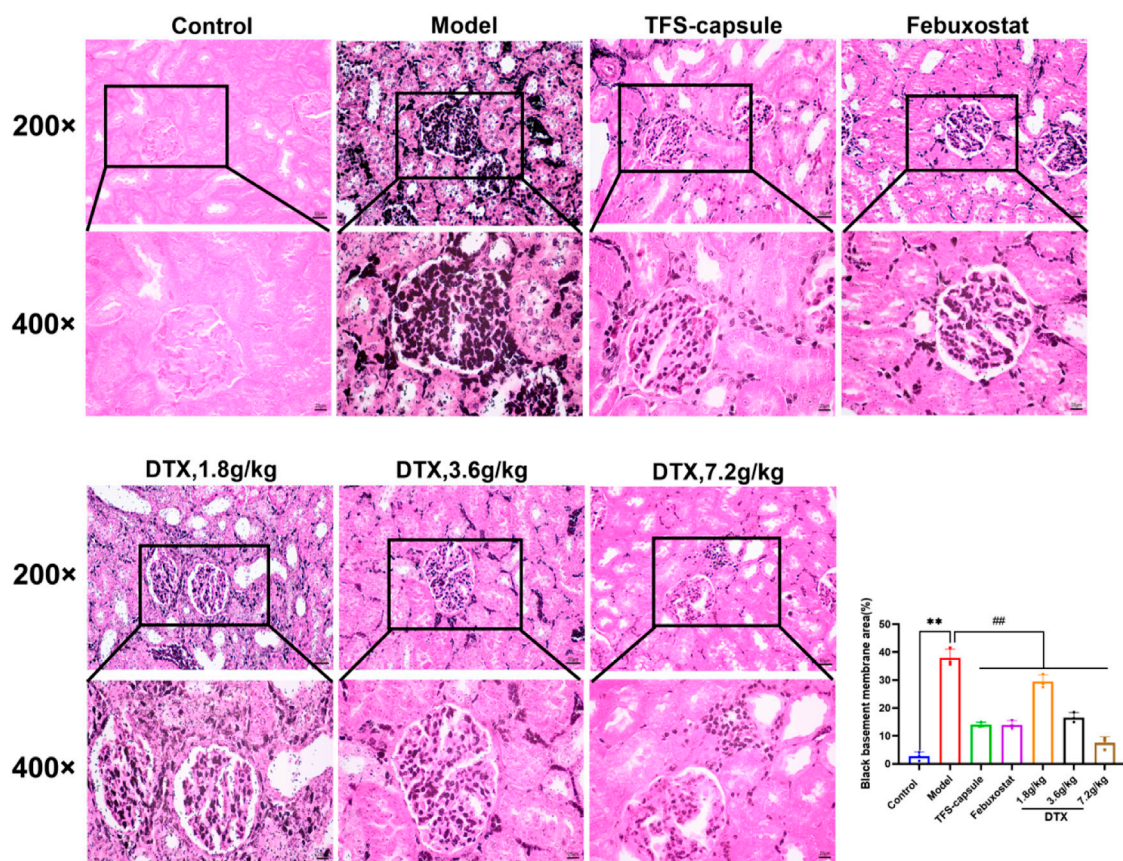 Control Model TFS-capsule Febuxostat
200×
400×
DTX,1.8g/kg DTX,3.6g/kg DTX,7.2g/kg
200×
400×
Black basement membrane area(%)
50
40
30
20
10
0
** ##
Control Model TFS-capsule Febuxostat 1.8g/kg 3.6g/kg 7.2g/kg
DTX